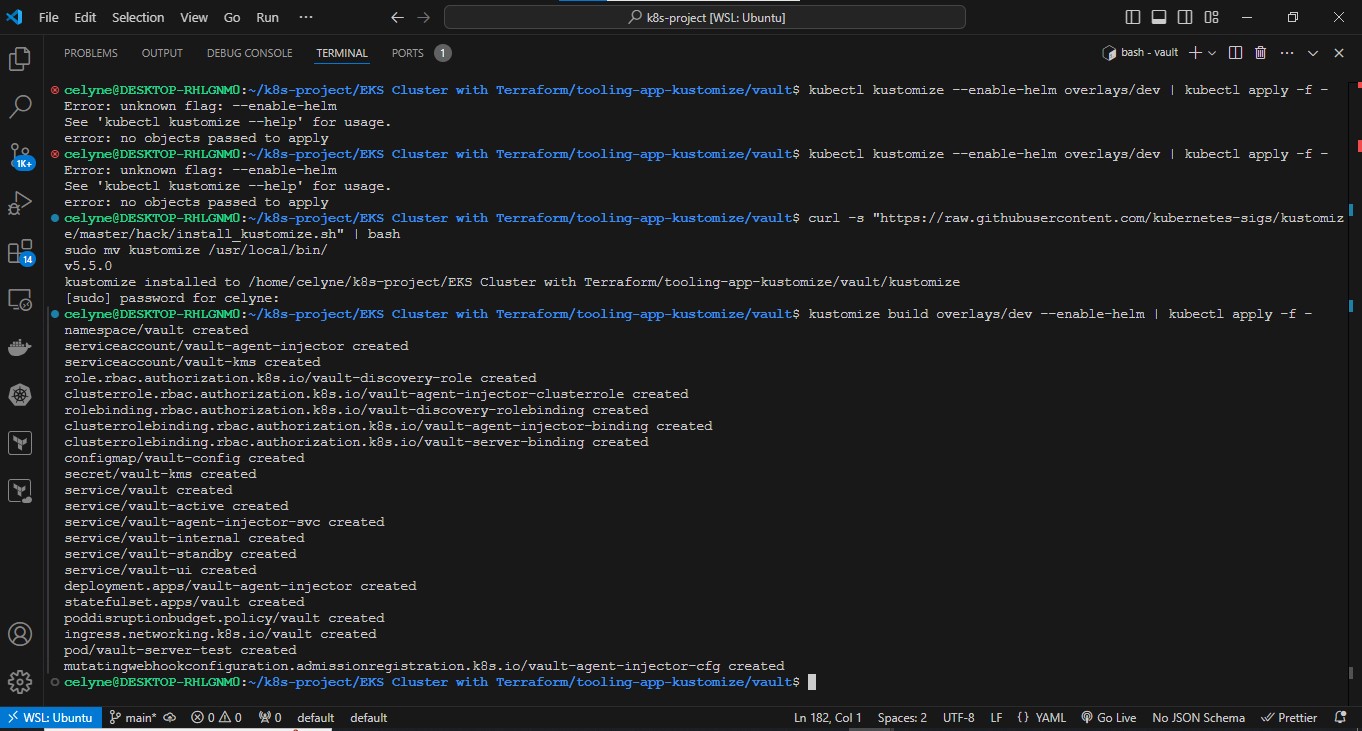 File Edit Selection View Go Run ··· k8s-project [WSL: Ubuntu]
PROBLEMS OUTPUT DEBUG CONSOLE TERMINAL PORTS 1 bash - vault
celyne@DESKTOP-RHLGNM0:~/k8s-project/EKS Cluster with Terraform/tooling-app-kustomize/vault$ kubectl kustomize --enable-helm overlays/dev | kubectl apply -f -
Error: unknown flag: --enable-helm
See 'kubectl kustomize --help' for usage.
error: no objects passed to apply
celyne@DESKTOP-RHLGNM0:~/k8s-project/EKS Cluster with Terraform/tooling-app-kustomize/vault$ kubectl kustomize --enable-helm overlays/dev | kubectl apply -f -
Error: unknown flag: --enable-helm
See 'kubectl kustomize --help' for usage.
error: no objects passed to apply
celyne@DESKTOP-RHLGNM0:~/k8s-project/EKS Cluster with Terraform/tooling-app-kustomize/vault$ curl -s "https://raw.githubusercontent.com/kubernetes-sigs/kustomiz
e/master/hack/install_kustomize.sh" | bash
sudo mv kustomize /usr/local/bin/
v5.5.0
kustomize installed to /home/celyne/k8s-project/EKS Cluster with Terraform/tooling-app-kustomize/vault/kustomize
[sudo] password for celyne:
celyne@DESKTOP-RHLGNM0:~/k8s-project/EKS Cluster with Terraform/tooling-app-kustomize/vault$ kustomize build overlays/dev --enable-helm | kubectl apply -f -
namespace/vault created
serviceaccount/vault-agent-injector created
serviceaccount/vault-kms created
role.rbac.authorization.k8s.io/vault-discovery-role created
clusterrole.rbac.authorization.k8s.io/vault-agent-injector-clusterrole created
rolebinding.rbac.authorization.k8s.io/vault-discovery-rolebinding created
clusterrolebinding.rbac.authorization.k8s.io/vault-agent-injector-binding created
clusterrolebinding.rbac.authorization.k8s.io/vault-server-binding created
configmap/vault-config created
secret/vault-kms created
service/vault created
service/vault-active created
service/vault-agent-injector-svc created
service/vault-internal created
service/vault-standby created
service/vault-ui created
deployment.apps/vault-agent-injector created
statefulset.apps/vault created
poddisruptionbudget.policy/vault created
ingress.networking.k8s.io/vault created
pod/vault-server-test created
mutatingwebhookconfiguration.admissionregistration.k8s.io/vault-agent-injector-cfg created
celyne@DESKTOP-RHLGNM0:~/k8s-project/EKS Cluster with Terraform/tooling-app-kustomize/vault$
1K+
14
WSL: Ubuntu main* 0 0 0 default default Ln 182, Col 1 Spaces: 2 UTF-8 LF {} YAML Go Live No JSON Schema Prettier